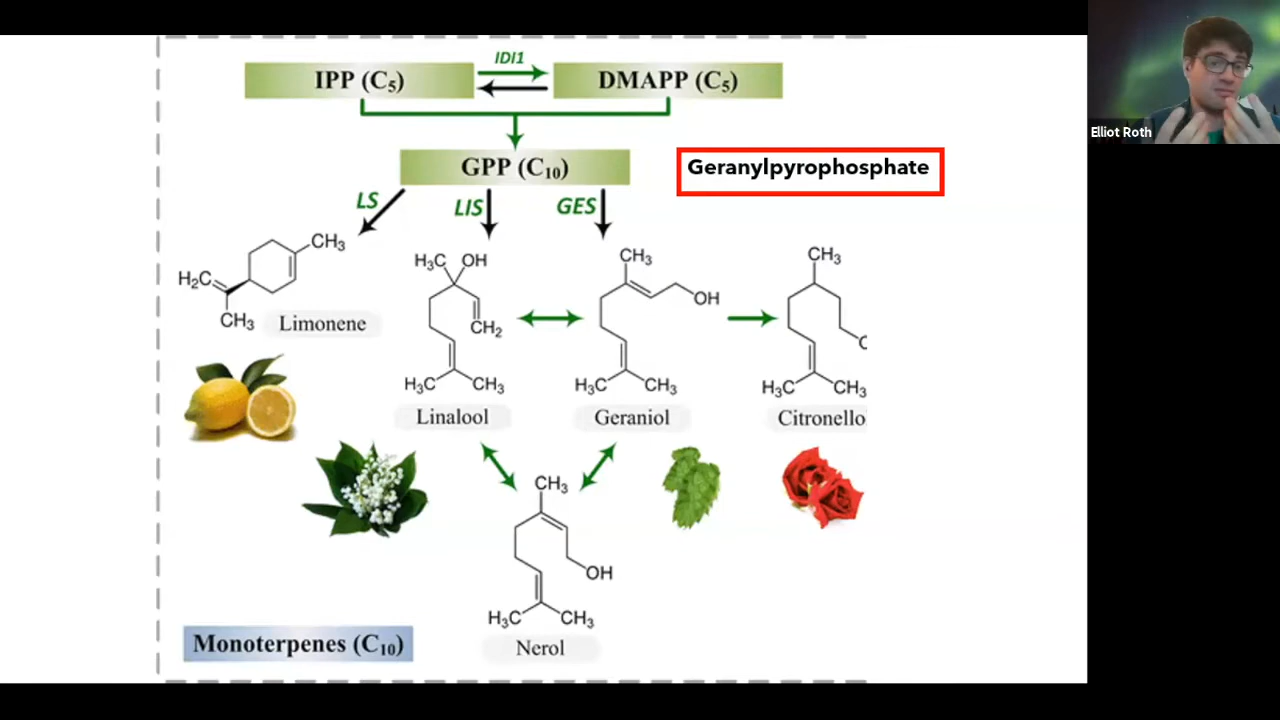 IDI1
IPP (C₅)
DMAPP (C₅)
GPP (C₁₀)
Geranylpyrophosphate
Elliot Roth
LS
LIS
GES
CH₃
H₂C
CH₃
Limonene
H₃C
OH
CH₂
H₃C
CH₃
Linalool
CH₃
OH
H₃C
CH₃
Geraniol
CH₃
C
H₃C
CH₃
Citronello
CH₃
OH
H₃C
CH₃
Nerol
Monoterpenes (C₁₀)